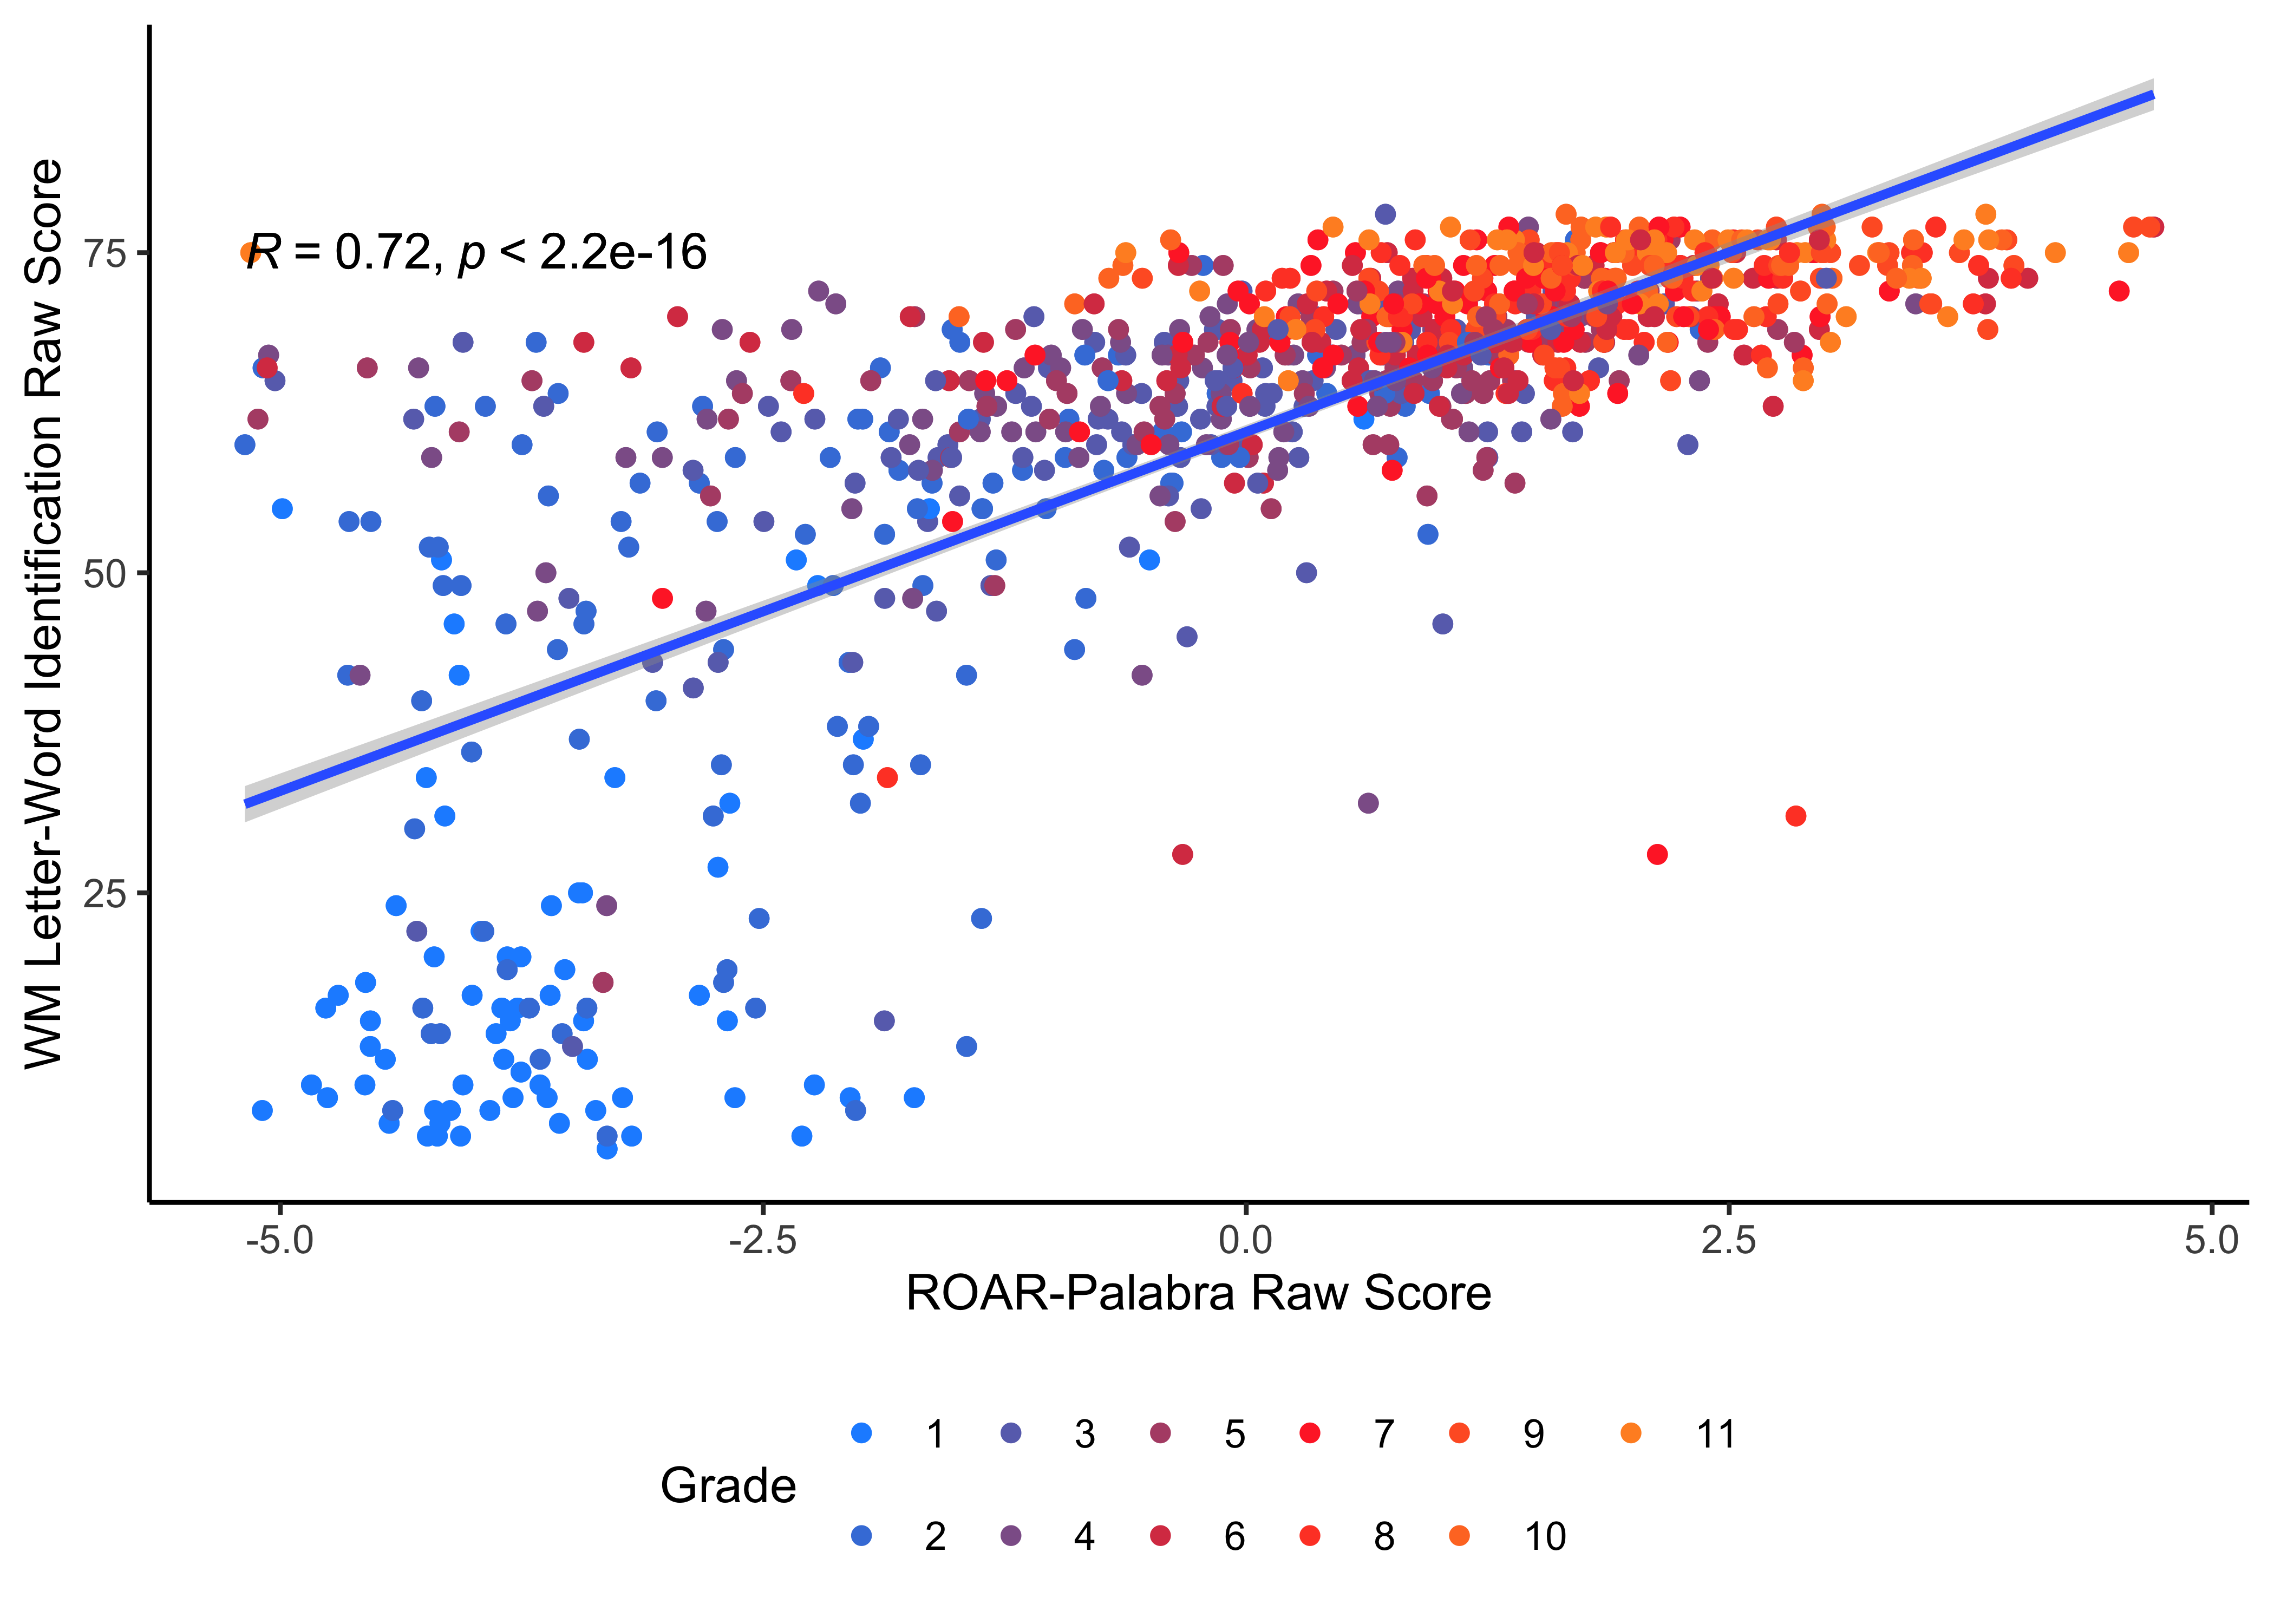 WM Letter-Word Identification Raw Score
75
50
25
R = 0.72, p < 2.2e-16
-5.0 -2.5 0.0 2.5 5.0
ROAR-Palabra Raw Score
Grade
1 3 5 7 9 11
2 4 6 8 10